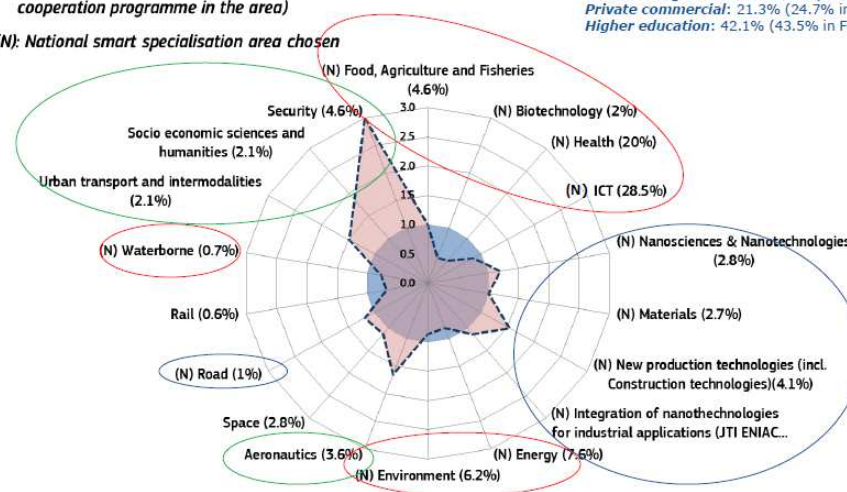 cooperation programme in the area)
Private commercial: 21.3% (24.7% in
Higher education: 42.1% (43.5% in F
(N): National smart specialisation area chosen
(N) Food, Agriculture and Fisheries
(4.6%)
Security (4.6%)
(N) Biotechnology (2%)
Socio economic sciences and
humanities (2.1%)
(N) Health (20%)
Urban transport and intermodalities
(2.1%)
(N) ICT (28.5%)
3.0
2.5
2.0
1.5
1.0
0.5
0.0
(N) Waterborne (0.7%)
(N) Nanosciences & Nanotechnologies
(2.8%)
Rail (0.6%)
(N) Materials (2.7%)
(N) Road (1%)
(N) New production technologies (incl.
Construction technologies)(4.1%)
Space (2.8%)
(N) Integration of nanothechnologies
for industrial applications (JTI ENIAC...
Aeronautics (3.6%)
(N) Energy (7.6%)
(N) Environment (6.2%)